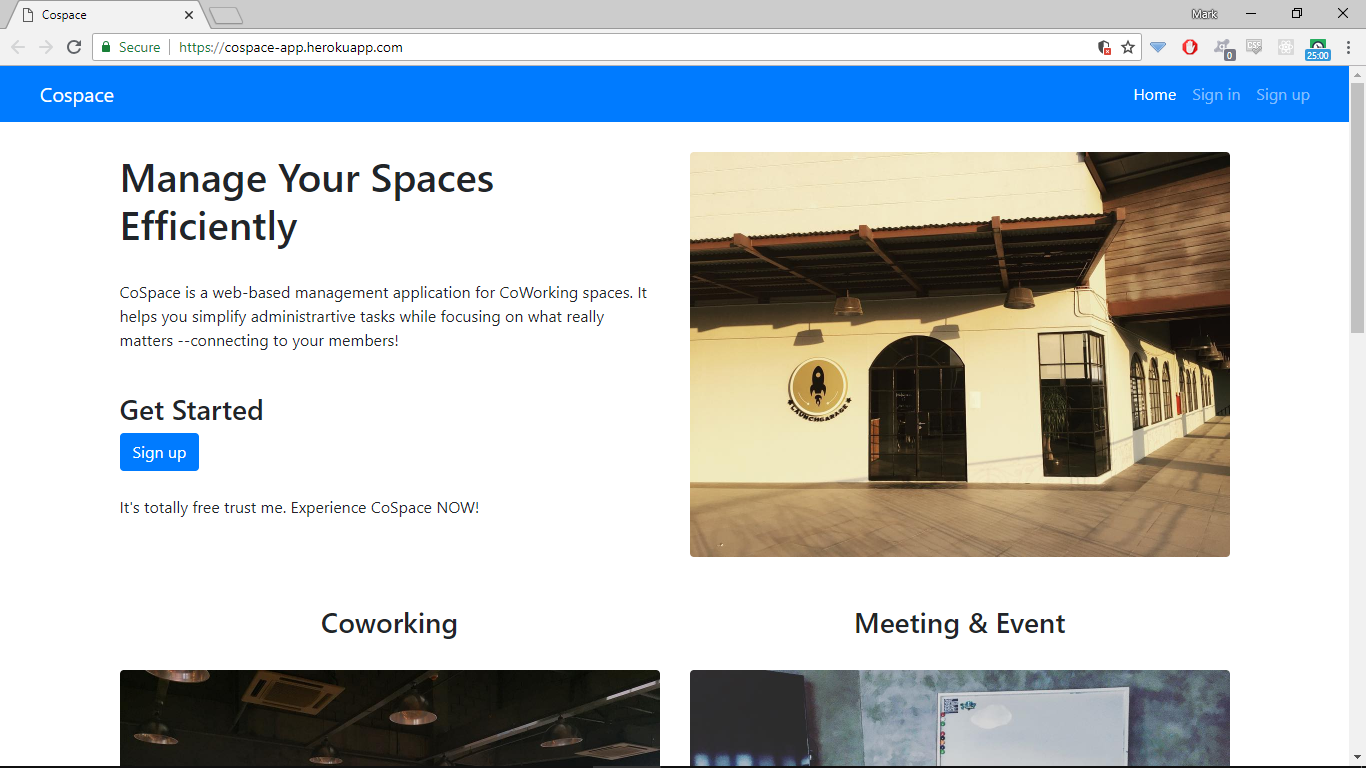 Cospace
Mark
Secure
https://cospace-app.herokuapp.com
0
CSS
25:00
Cospace
Home
Sign in
Sign up
Manage Your Spaces
Efficiently
CoSpace is a web-based management application for CoWorking spaces. It
helps you simplify administrartive tasks while focusing on what really
matters --connecting to your members!
Get Started
Sign up
It's totally free trust me. Experience CoSpace NOW!
LAUNCHGARAGE
Coworking
Meeting & Event